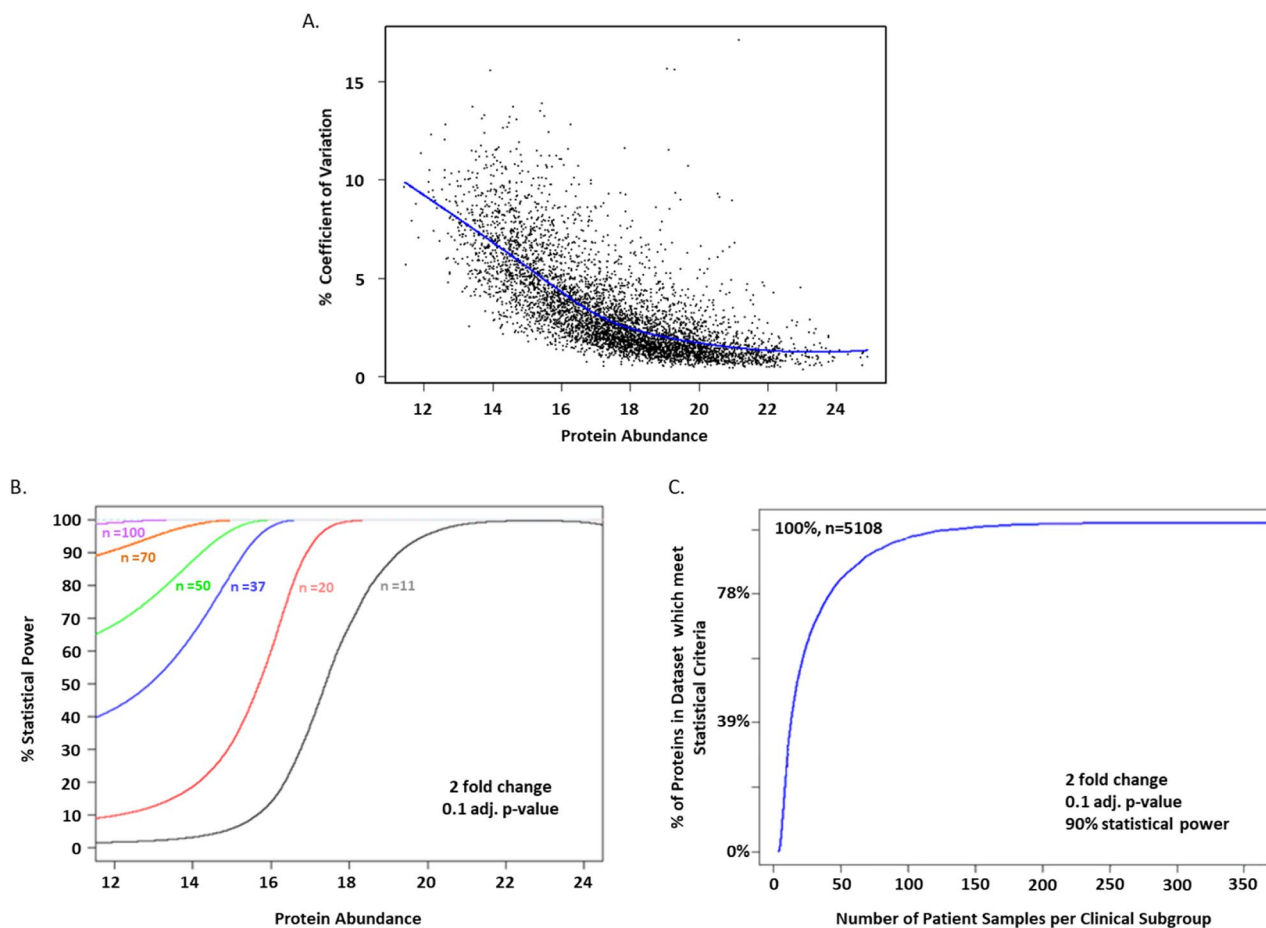 A.
% Coefficient of Variation
15
10
5
0
12 14 16 18 20 22 24
Protein Abundance
B.
% Statistical Power
100
90
80
70
60
50
40
30
20
10
0
n =100
n =70
n =50
n =37
n =20
n =11
2 fold change
0.1 adj. p-value
12 14 16 18 20 22 24
Protein Abundance
C.
% of Proteins in Dataset which meet
Statistical Criteria
100%, n=5108
78%
39%
0%
2 fold change
0.1 adj. p-value
90% statistical power
0 50 100 150 200 250 300 350
Number of Patient Samples per Clinical Subgroup